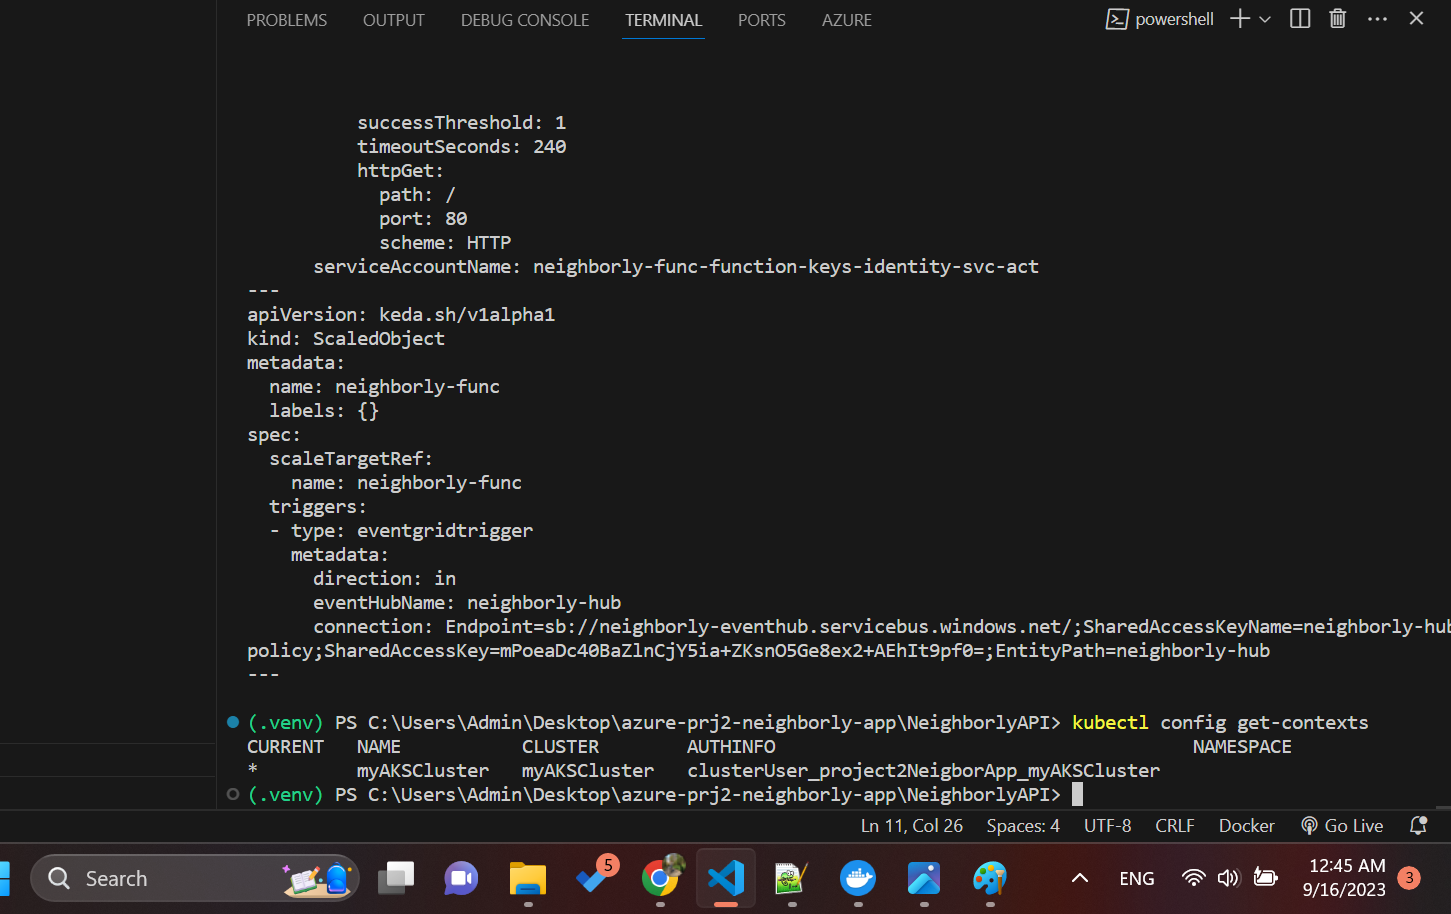 PROBLEMS OUTPUT DEBUG CONSOLE TERMINAL PORTS AZURE powershell
successThreshold: 1
timeoutSeconds: 240
httpGet:
path: /
port: 80
scheme: HTTP
serviceAccountName: neighborly-func-function-keys-identity-svc-act
---
apiVersion: keda.sh/v1alpha1
kind: ScaledObject
metadata:
name: neighborly-func
labels: {}
spec:
scaleTargetRef:
name: neighborly-func
triggers:
- type: eventgridtrigger
metadata:
direction: in
eventHubName: neighborly-hub
connection: Endpoint=sb://neighborly-eventhub.servicebus.windows.net/;SharedAccessKeyName=neighborly-hub
policy;SharedAccessKey=mPoeaDc40BaZlnCjY5ia+ZKsnO5Ge8ex2+AEhIt9pf0=;EntityPath=neighborly-hub
---
(.venv) PS C:\Users\Admin\Desktop\azure-prj2-neighborly-app\NeighborlyAPI> kubectl config get-contexts
CURRENT NAME CLUSTER AUTHINFO NAMESPACE
* myAKSCluster myAKSCluster clusterUser_project2NeigborApp_myAKSCluster
(.venv) PS C:\Users\Admin\Desktop\azure-prj2-neighborly-app\NeighborlyAPI>
Ln 11, Col 26 Spaces: 4 UTF-8 CRLF Docker Go Live
Search 5 ENG 12:45 AM 3
9/16/2023